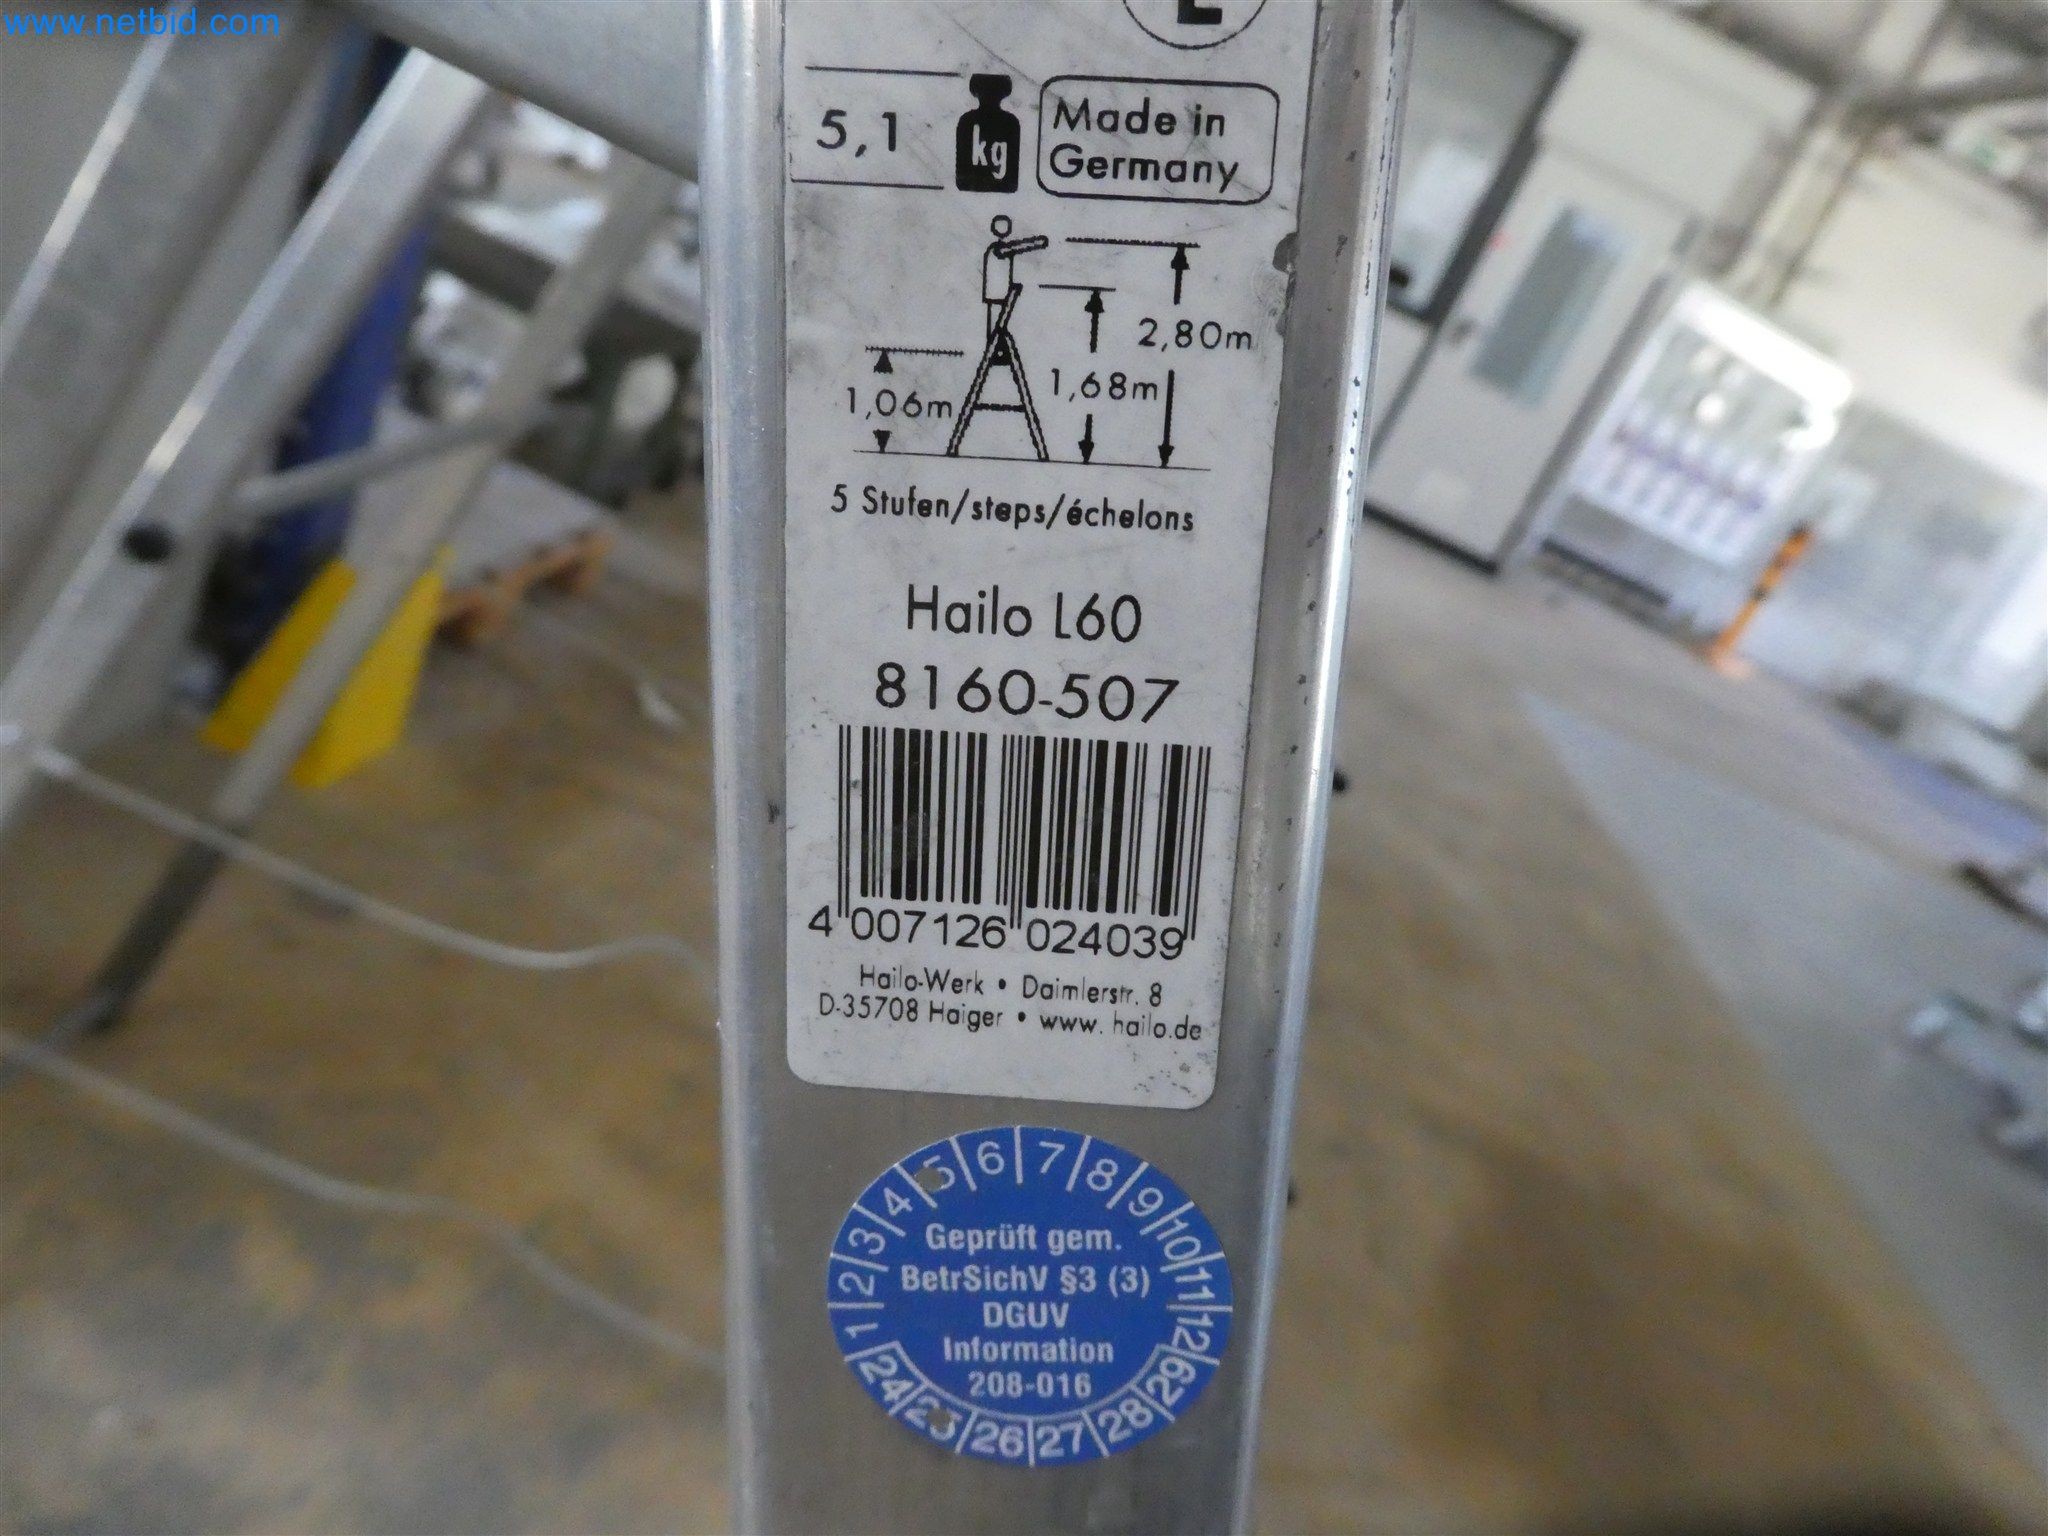 www.netbid.com
5,1 kg Made in
Germany
2,80m
1,68m
1,06m
5 Stufen/steps/échelons
Hailo L60
8160-507
4 007126 024039
Hailo-Werk • Daimlerstr. 8
D-35708 Haiger • www. hailo.de
1 2 3 4 5 6 7 8 9 10 11 12
Geprüft gem.
BetrSichV §3 (3)
DGUV
Information
208-016
24 25 26 27 28 29